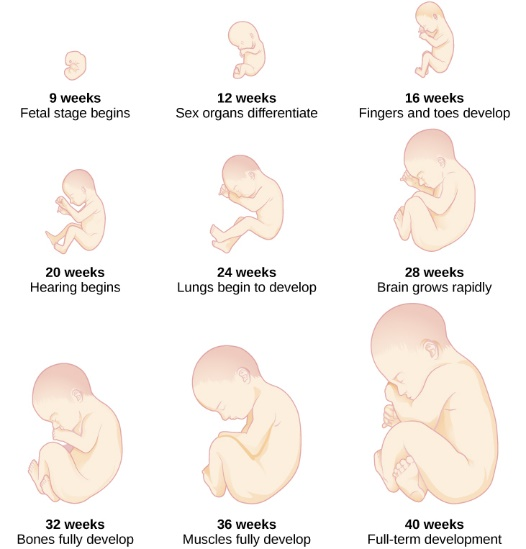 9 weeks
Fetal stage begins
12 weeks
Sex organs differentiate
16 weeks
Fingers and toes develop
20 weeks
Hearing begins
24 weeks
Lungs begin to develop
28 weeks
Brain grows rapidly
32 weeks
Bones fully develop
36 weeks
Muscles fully develop
40 weeks
Full-term development